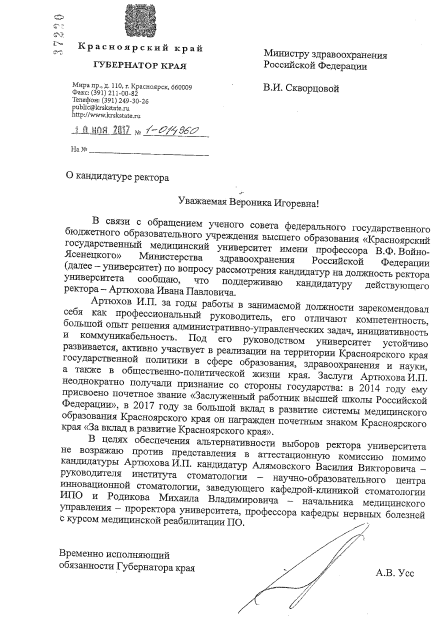 37220
Красноярский край
ГУБЕРНАТОР КРАЯ
Мира пр., д. 110, г. Красноярск, 660009
Факс: (391) 211-00-82
Телефон: (391) 249-30-26
public@krskstate.ru
http://www.krskstate.ru
10 НОЯ 2017 № 1-014960
На №
Министру здравоохранения
Российской Федерации
В.И. Скворцовой
О кандидатуре ректора
Уважаемая Вероника Игоревна!
В связи с обращением ученого совета федерального государственного
бюджетного образовательного учреждения высшего образования «Красноярский
государственный медицинский университет имени профессора В.Ф. Войно-
Ясенецкого» Министерства здравоохранения Российской Федерации
(далее – университет) по вопросу рассмотрения кандидатур на должность ректора
университета сообщаю, что поддерживаю кандидатуру действующего
ректора – Артюхова Ивана Павловича.
Артюхов И.П. за годы работы в занимаемой должности зарекомендовал
себя как профессиональный руководитель, его отличают компетентность,
большой опыт решения административно-управленческих задач, инициативность
и коммуникабельность. Под его руководством университет устойчиво
развивается, активно участвует в реализации на территории Красноярского края
государственной политики в сфере образования, здравоохранения и науки,
а также в общественно-политической жизни края. Заслуги Артюхова И.П.
неоднократно получали признание со стороны государства: в 2014 году ему
присвоено почетное звание «Заслуженный работник высшей школы Российской
Федерации», в 2017 году за большой вклад в развитие системы медицинского
образования Красноярского края он награжден почетным знаком Красноярского
края «За вклад в развитие Красноярского края».
В целях обеспечения альтернативности выборов ректора университета
не возражаю против представления в аттестационную комиссию помимо
кандидатуры Артюхова И.П. кандидатур Алямовского Василия Викторовича –
руководителя института стоматологии – научно-образовательного центра
инновационной стоматологии, заведующего кафедрой-клиникой стоматологии
ИПО и Родикова Михаила Владимировича – начальника медицинского
управления – проректора университета, профессора кафедры нервных болезней
с курсом медицинской реабилитации ПО.
Временно исполняющий
обязанности Губернатора края
А.В. Усс